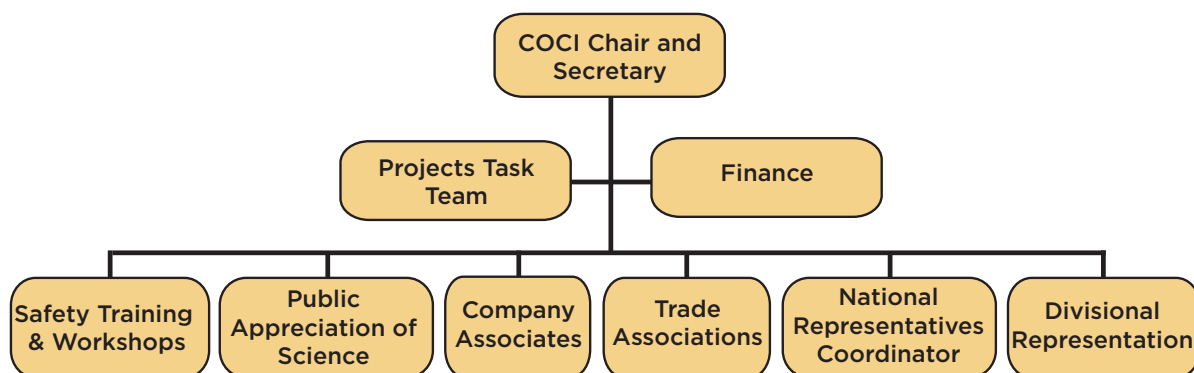 COCI Chair and
Secretary
Projects Task
Team
Finance
Safety Training
& Workshops
Public
Appreciation of
Science
Company
Associates
Trade
Associations
National
Representatives
Coordinator
Divisional
Representation